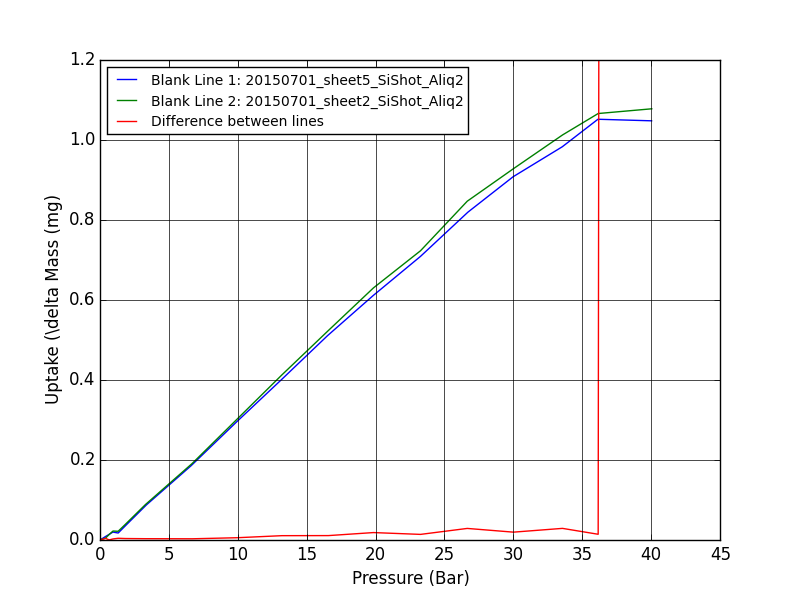 Blank Line 1: 20150701_sheet5_SiShot_Aliq2
Blank Line 2: 20150701_sheet2_SiShot_Aliq2
Difference between lines
1.2
1.0
0.8
0.6
0.4
0.2
0.0
Uptake (\delta Mass (mg)
0 5 10 15 20 25 30 35 40 45
Pressure (Bar)